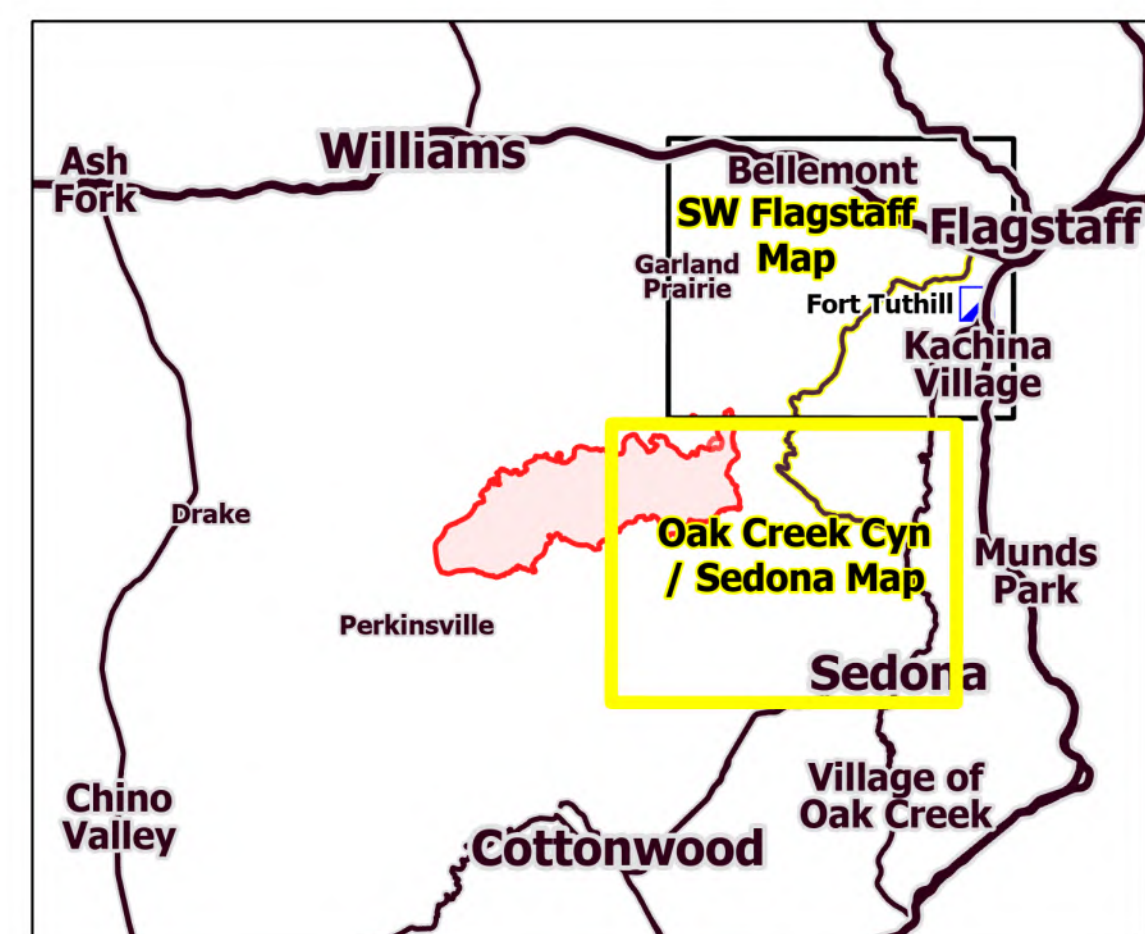 Williams
Ash
Fork
Bellemont
SW Flagstaff
Map
Flagstaff
Garland
Prairie
Fort Tuthill
Kachina
Village
Drake
Oak Creek Cyn
/ Sedona Map
Munds
Park
Perkinsville
Sedona
Village of
Oak Creek
Chino
Valley
Cottonwood